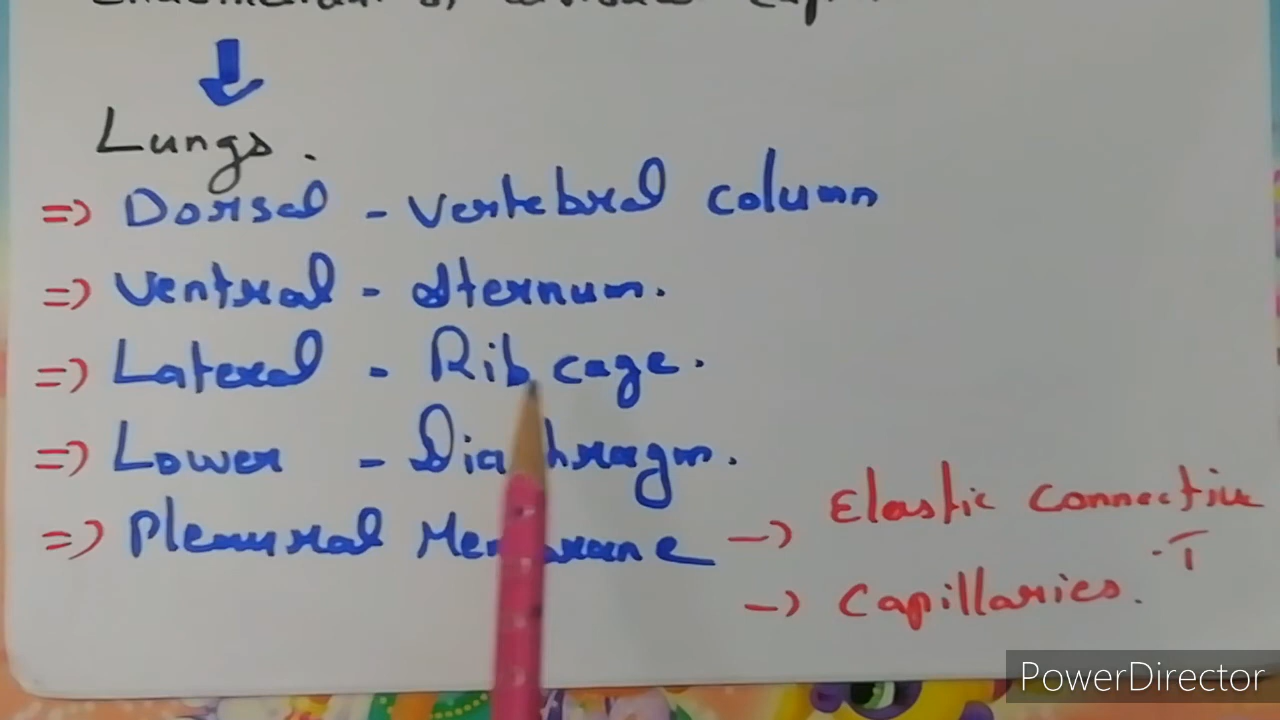 Lungs.
=> Dorsal - vertebral column
=> Ventral - sternum.
=> Lateral - Rib cage.
=> Lower - Diaphragm.
=> Pleural Membrane -> Elastic Connective .T
-> Capillaries.
PowerDirector